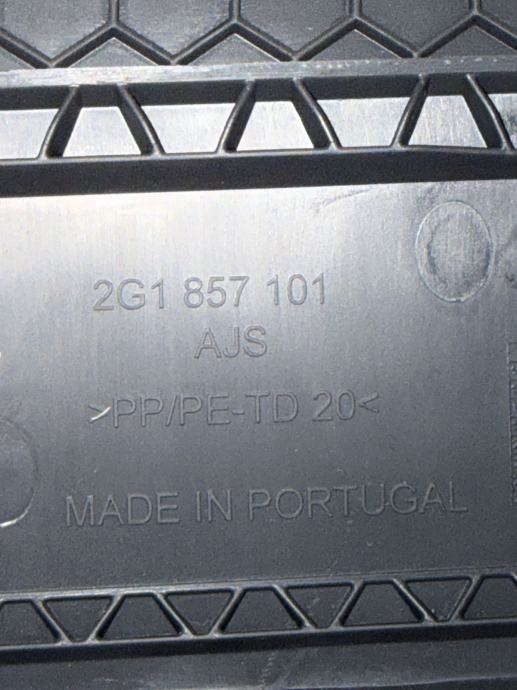 2G1 857 101
AJS
>PP/PE-TD 20<
MADE IN PORTUGAL